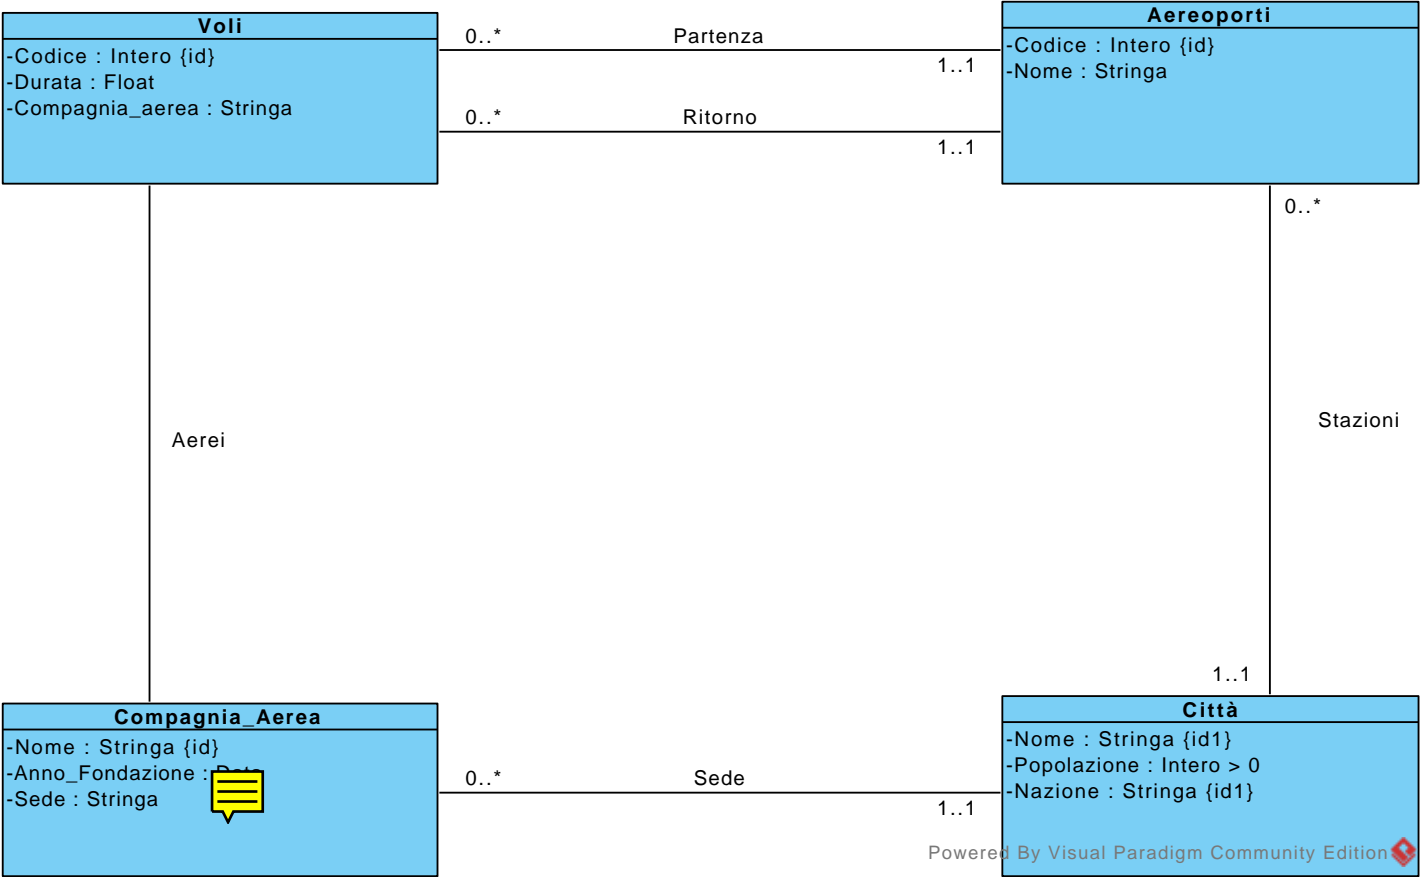 Voli
-Codice : Intero {id}
-Durata : Float
-Compagnia_aerea : Stringa
0..* Partenza
1..1
0..* Ritorno
1..1
Aereoporti
-Codice : Intero {id}
-Nome : Stringa
0..*
Stazioni
1..1
Aerei
Compagnia_Aerea
-Nome : Stringa {id}
-Anno_Fondazione :
-Sede : Stringa
0..* Sede
1..1
Città
-Nome : Stringa {id1}
-Popolazione : Intero > 0
-Nazione : Stringa {id1}
Powered By Visual Paradigm Community Edition